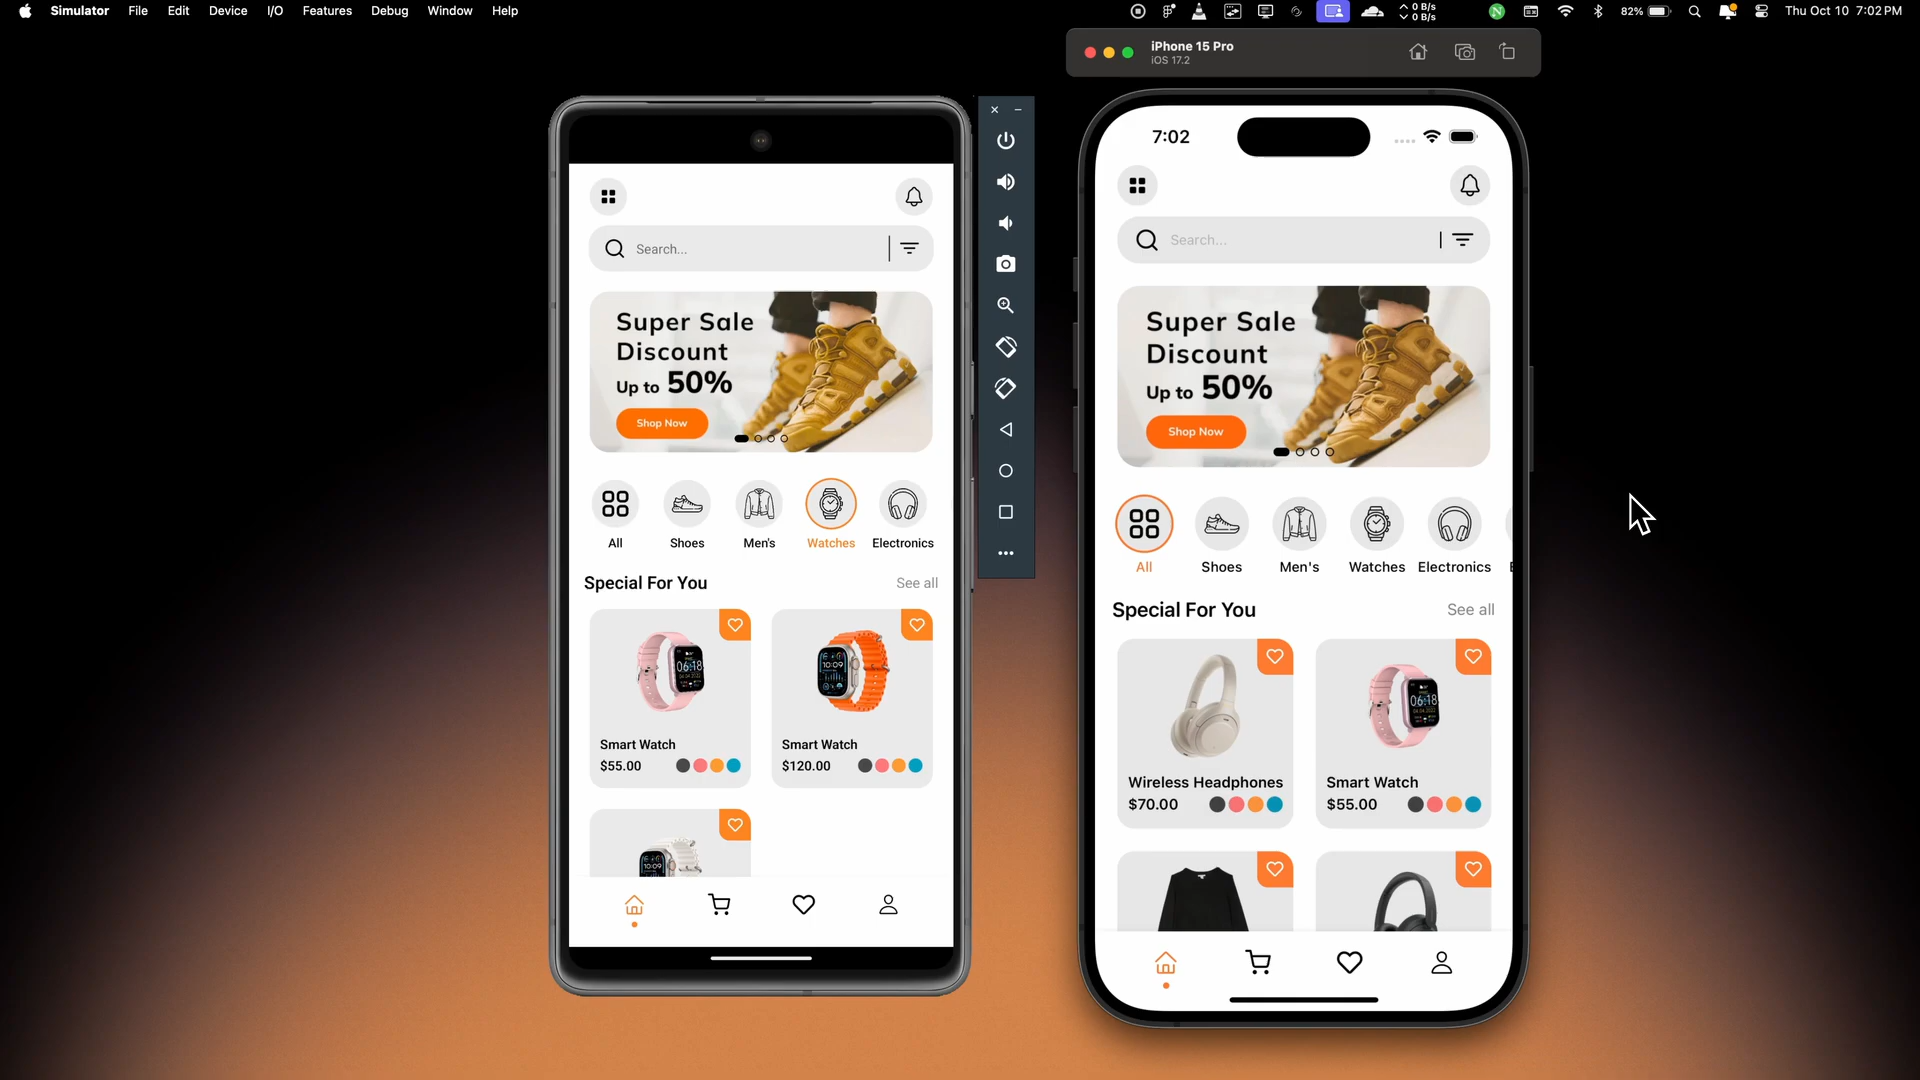 Simulator File Edit Device I/O Features Debug Window Help
0 B/s
0 B/s
82%
Thu Oct 10 7:02 PM
iPhone 15 Pro
iOS 17.2
Search...
Super Sale
Discount
Up to 50%
Shop Now
All Shoes Men's Watches Electronics
Special For You See all
Smart Watch
$55.00
Smart Watch
$120.00
7:02
Search...
Super Sale
Discount
Up to 50%
Shop Now
All Shoes Men's Watches Electronics
Special For You See all
Wireless Headphones
$70.00
Smart Watch
$55.00